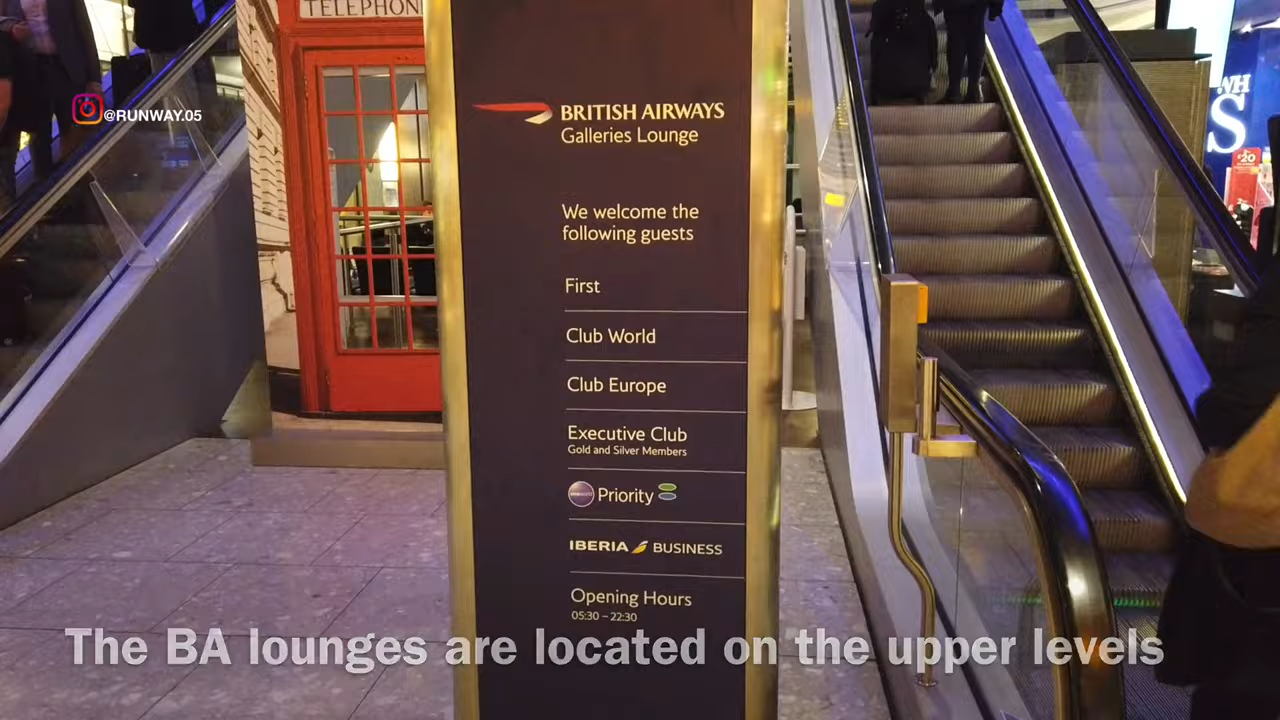 TELEPHON
@RUNWAY.05
BRITISH AIRWAYS
Galleries Lounge
We welcome the
following guests
First
Club World
Club Europe
Executive Club
Gold and Silver Members
Priority
IBERIA BUSINESS
Opening Hours
05:30 – 22:30
WH
S
£20
The BA lounges are located on the upper levels